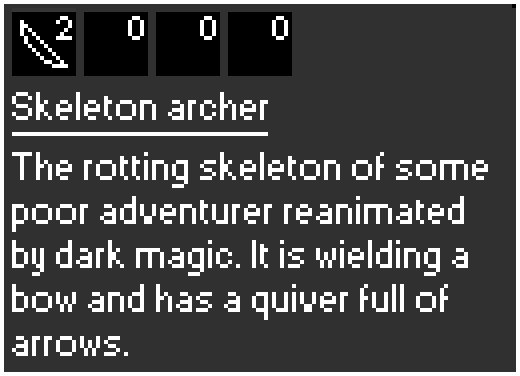 2 0 0 0
Skeleton archer
The rotting skeleton of some
poor adventurer reanimated
by dark magic. It is wielding a
bow and has a quiver full of
arrows.